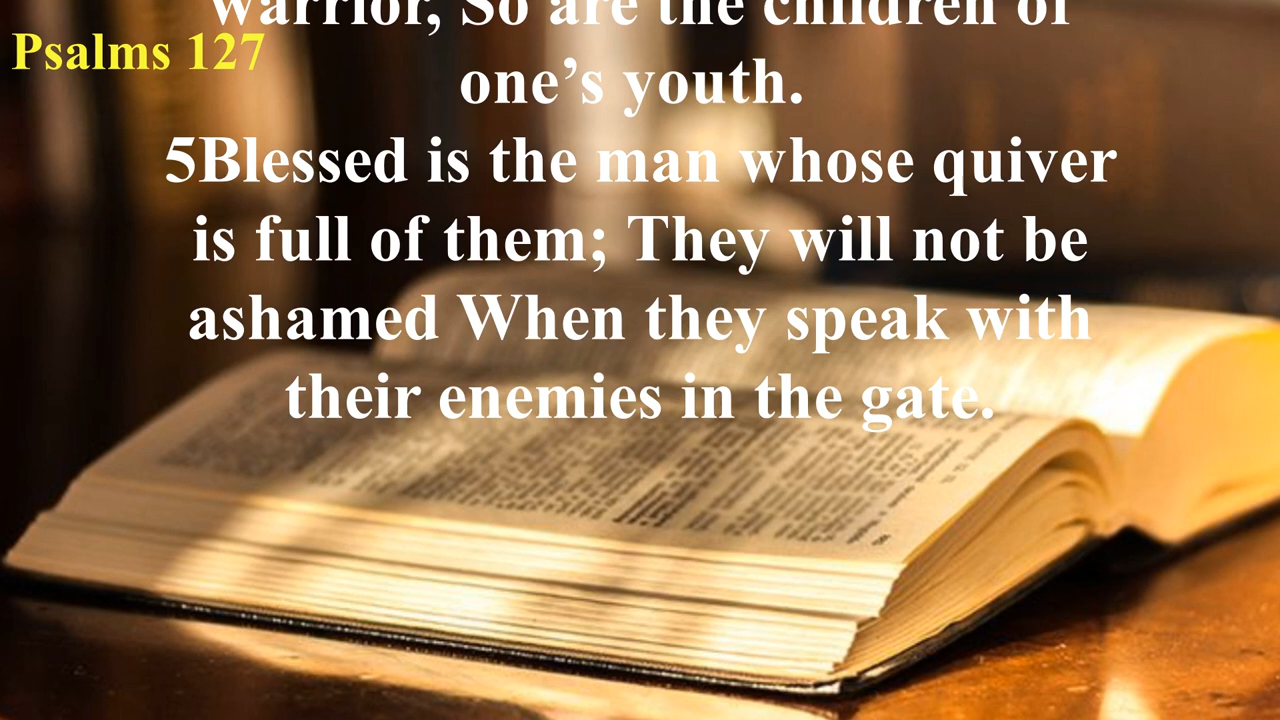 warrior, So are the children of
Psalms 127
one’s youth.
5Blessed is the man whose quiver
is full of them; They will not be
ashamed When they speak with
their enemies in the gate.